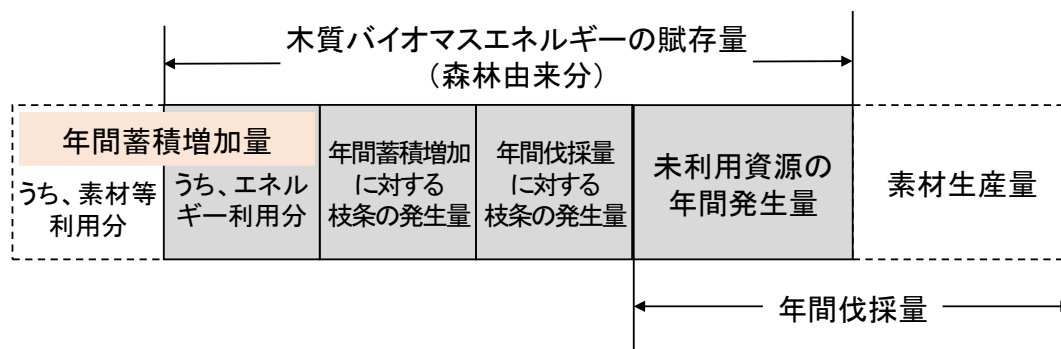 木質バイオマスエネルギーの賦存量
(森林由来分)
年間蓄積増加量
うち、素材等
利用分
うち、エネル
ギー利用分
年間蓄積増加
に対する
枝条の発生量
年間伐採量
に対する
枝条の発生量
未利用資源の
年間発生量
素材生産量
年間伐採量